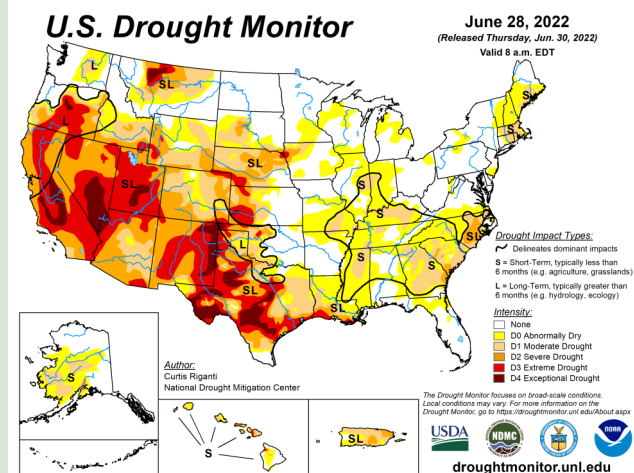 U.S. Drought Monitor
June 28, 2022
(Released Thursday, Jun. 30, 2022)
Valid 8 a.m. EDT
L
SL
S
L
S
SL
SL
S
S
SL
L
S
S
SL
SL
S
S
SL
Drought Impact Types:
Delineates dominant impacts
S = Short-Term, typically less than
6 months (e.g. agriculture, grasslands)
L = Long-Term, typically greater than
6 months (e.g. hydrology, ecology)
Intensity:
None
D0 Abnormally Dry
D1 Moderate Drought
D2 Severe Drought
D3 Extreme Drought
D4 Exceptional Drought
Author:
Curtis Riganti
National Drought Mitigation Center
The Drought Monitor focuses on broad-scale conditions.
Local conditions may vary. For more information on the
Drought Monitor, go to https://droughtmonitor.unl.edu/About.aspx
USDA
NDMC
NOAA
droughtmonitor.unl.edu